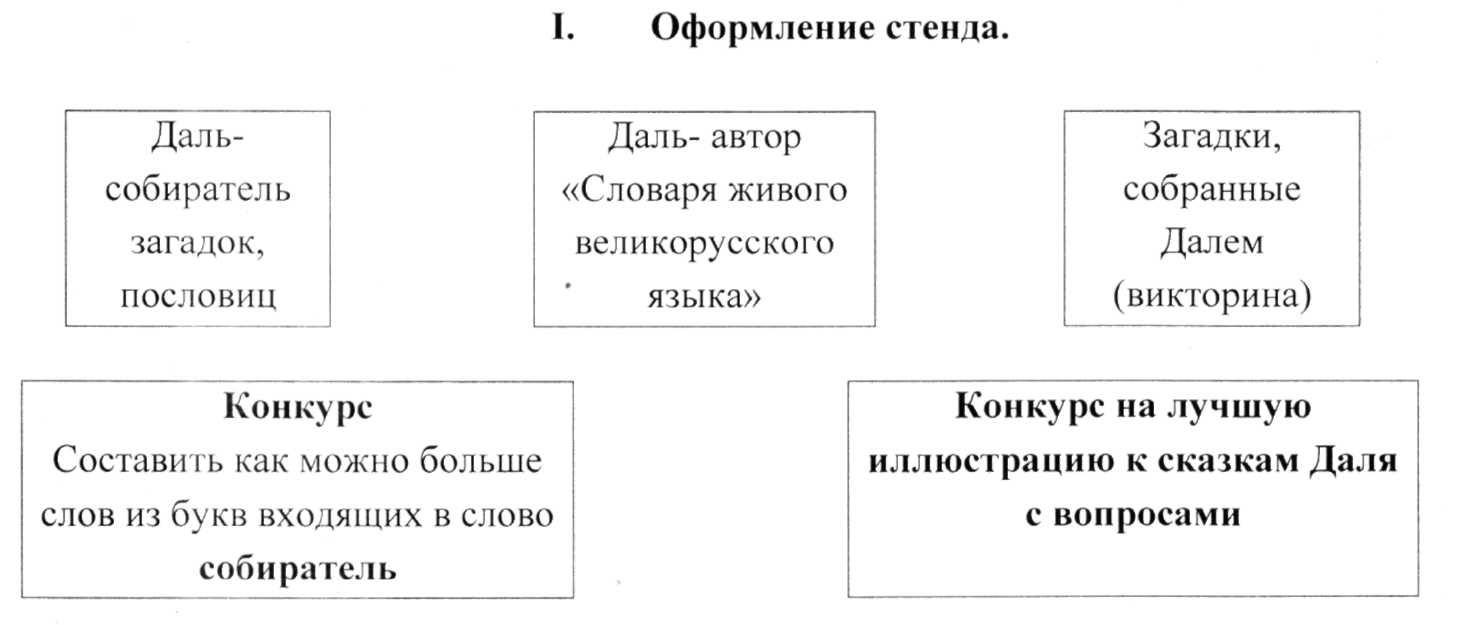 I. Оформление стенда.
Даль-
собиратель
загадок,
пословиц
Даль- автор
«Словаря живого
великорусского
языка»
Загадки,
собранные
Далем
(викторина)
Конкурс
Составить как можно больше
слов из букв входящих в слово
собиратель
Конкурс на лучшую
иллюстрацию к сказкам Даля
с вопросами